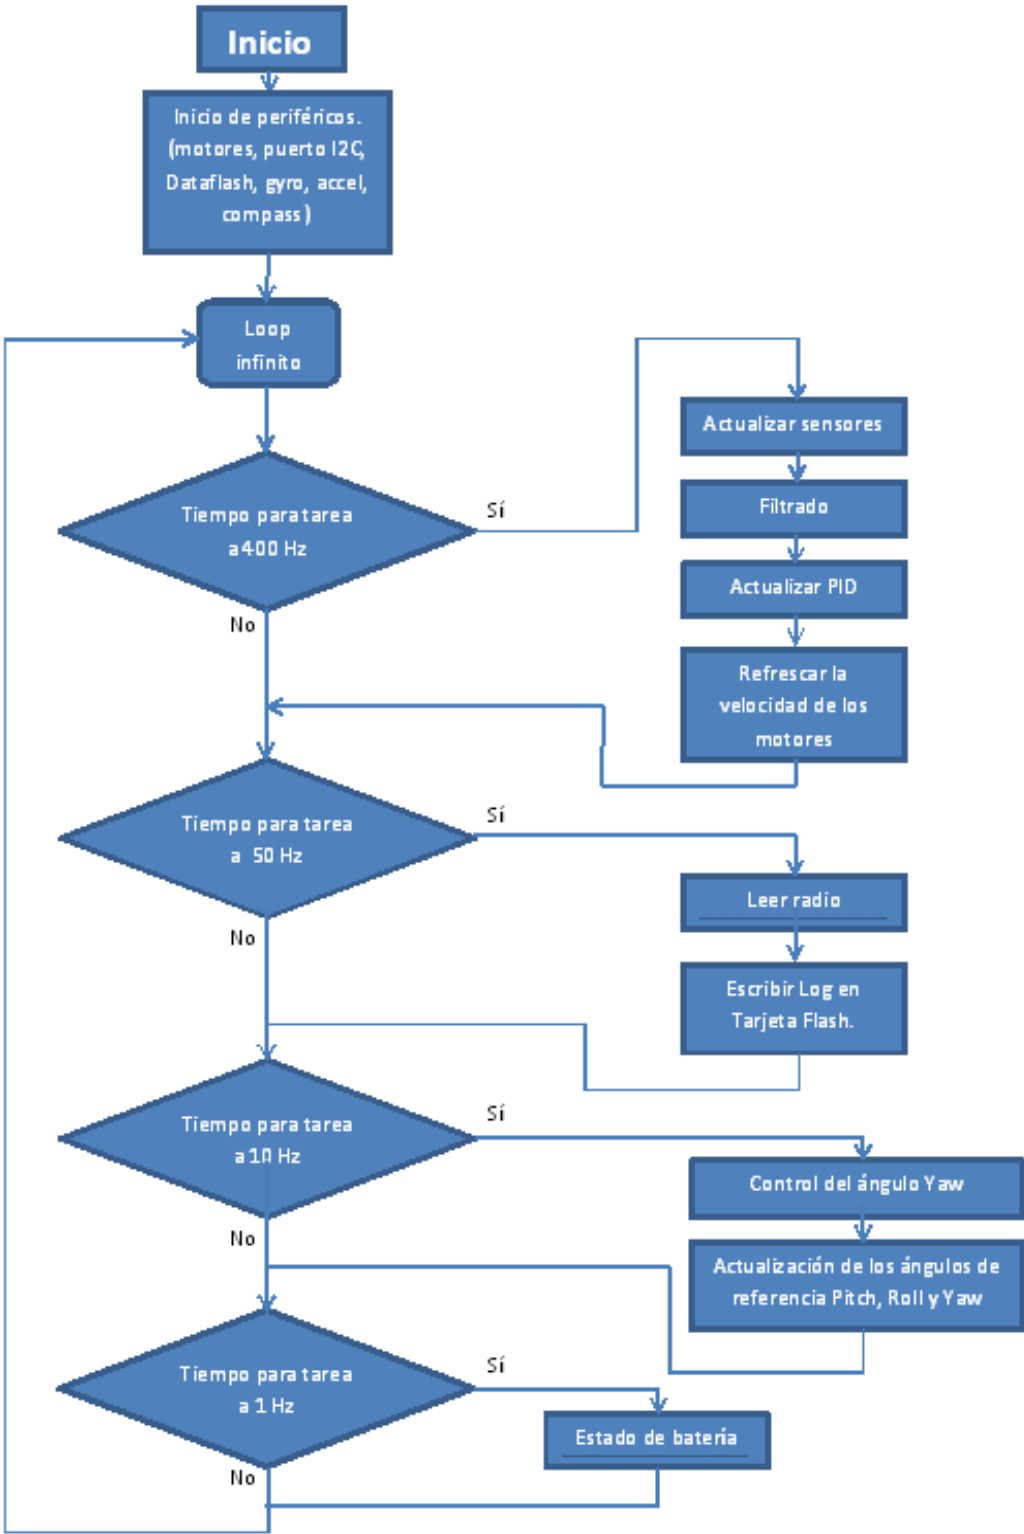 Inicio
Inicio de periféricos.
(motores, puerto I2C,
Dataflash, gyro, accel,
compass)
Loop
infinito
Tiempo para tarea
a 400 Hz
Sí
No
Actualizar sensores
Filtrado
Actualizar PID
Refrescar la
velocidad de los
motores
Tiempo para tarea
a 50 Hz
Sí
No
Leer radio
Escribir Log en
Tarjeta Flash.
Tiempo para tarea
a 10 Hz
Sí
No
Control del ángulo Yaw
Actualización de los ángulos de
referencia Pitch, Roll y Yaw
Tiempo para tarea
a 1 Hz
Sí
No
Estado de batería